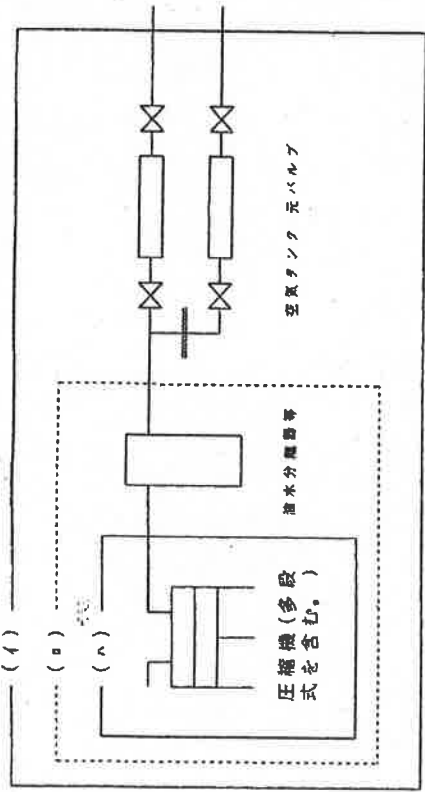 (イ)
(ロ)
(ハ)
圧縮機(多段
式を含む。)
油水分離器等
空気タンク 元バルブ